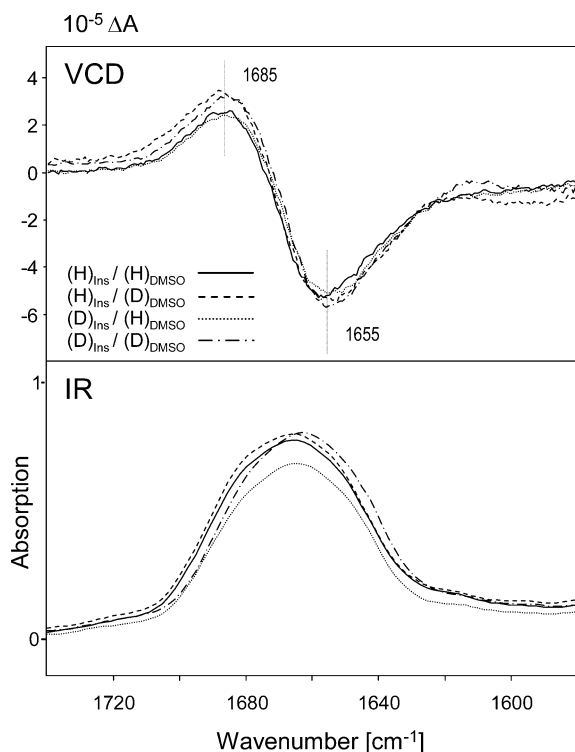 10⁻⁵ ΔA
VCD
4
1685
2
0
-2
-4
(H)Ins / (H)DMSO
(H)Ins / (D)DMSO
(D)Ins / (H)DMSO
-6
(D)Ins / (D)DMSO
1655
1
IR
Absorption
0
1720 1680 1640 1600
Wavenumber [cm⁻¹]